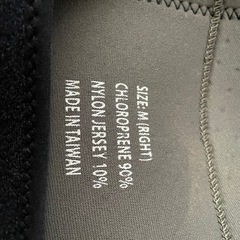 SIZE: M (RIGHT)
CHLOROPRENE 90%
NYLON JERSEY 10%
MADE IN TAIWAN